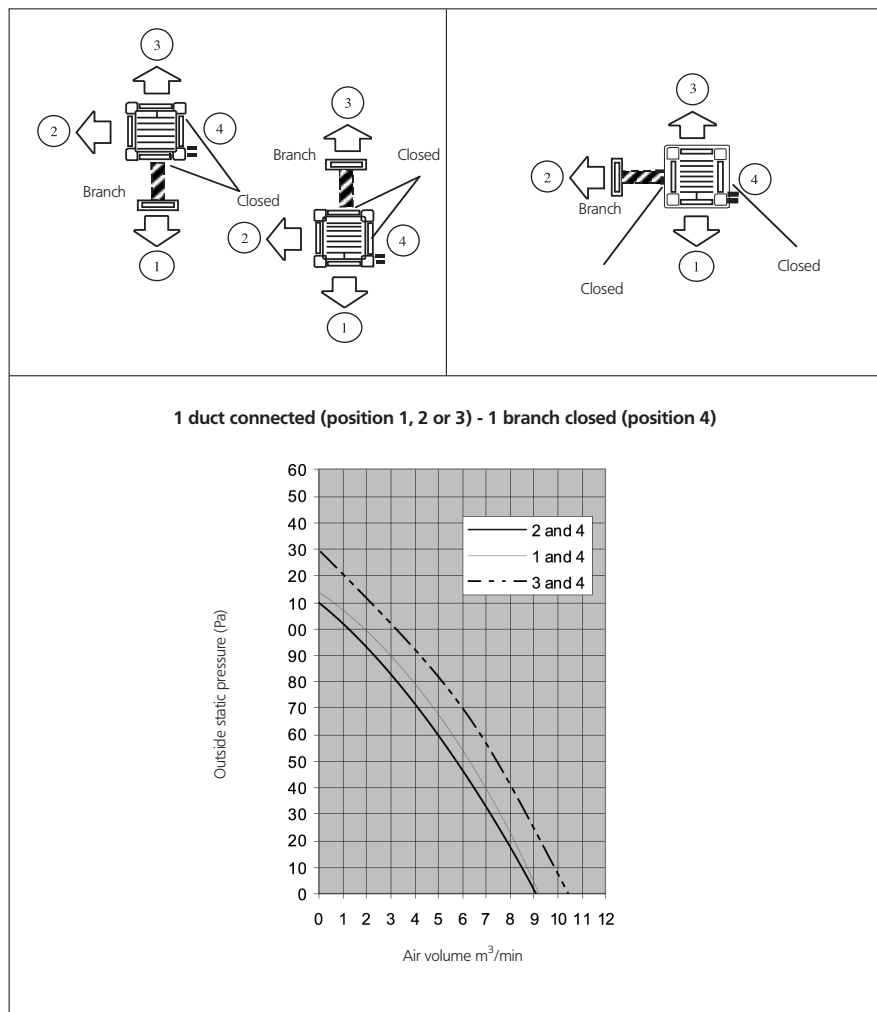 3
2
4
Branch
Closed
1
3
Branch
Closed
2
4
1
3
2
4
Branch
1
Closed
Closed
1 duct connected (position 1, 2 or 3) - 1 branch closed (position 4)
60
50
40
30
20
10
00
90
80
70
60
50
40
30
20
10
0
2 and 4
1 and 4
3 and 4
Outside static pressure (Pa)
0 1 2 3 4 5 6 7 8 9 10 11 12
Air volume m³/min